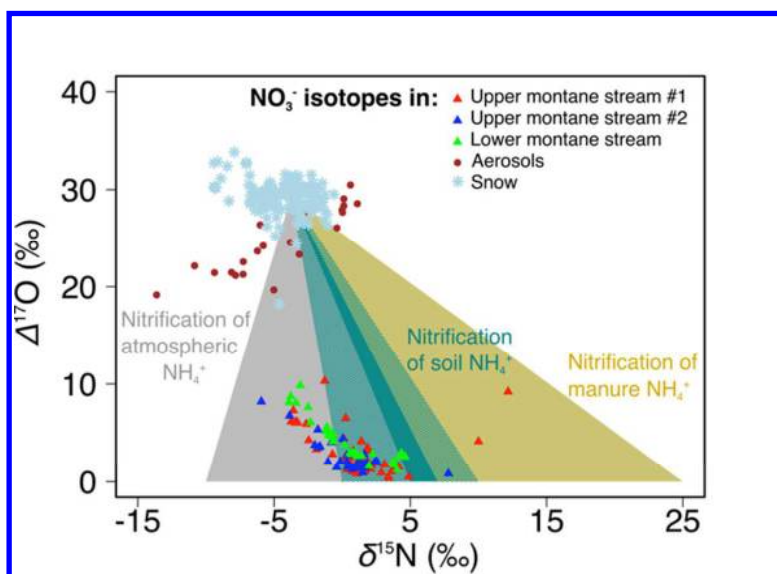 NO₃⁻ isotopes in:
Upper montane stream #1
Upper montane stream #2
Lower montane stream
Aerosols
Snow
40
30
20
10
0
Δ¹⁷O (‰)
Nitrification of
atmospheric
NH₄⁺
Nitrification
of soil NH₄⁺
Nitrification of
manure NH₄⁺
-15
-5
5
15
25
δ¹⁵N (‰)